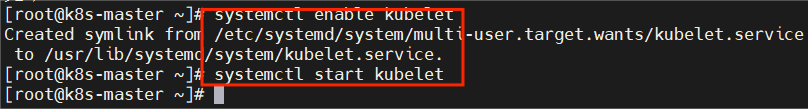 [root@k8s-master ~]# systemctl enable kubelet
Created symlink from /etc/systemd/system/multi-user.target.wants/kubelet.service
 to /usr/lib/systemd/system/kubelet.service.
[root@k8s-master ~]# systemctl start kubelet
[root@k8s-master ~]#